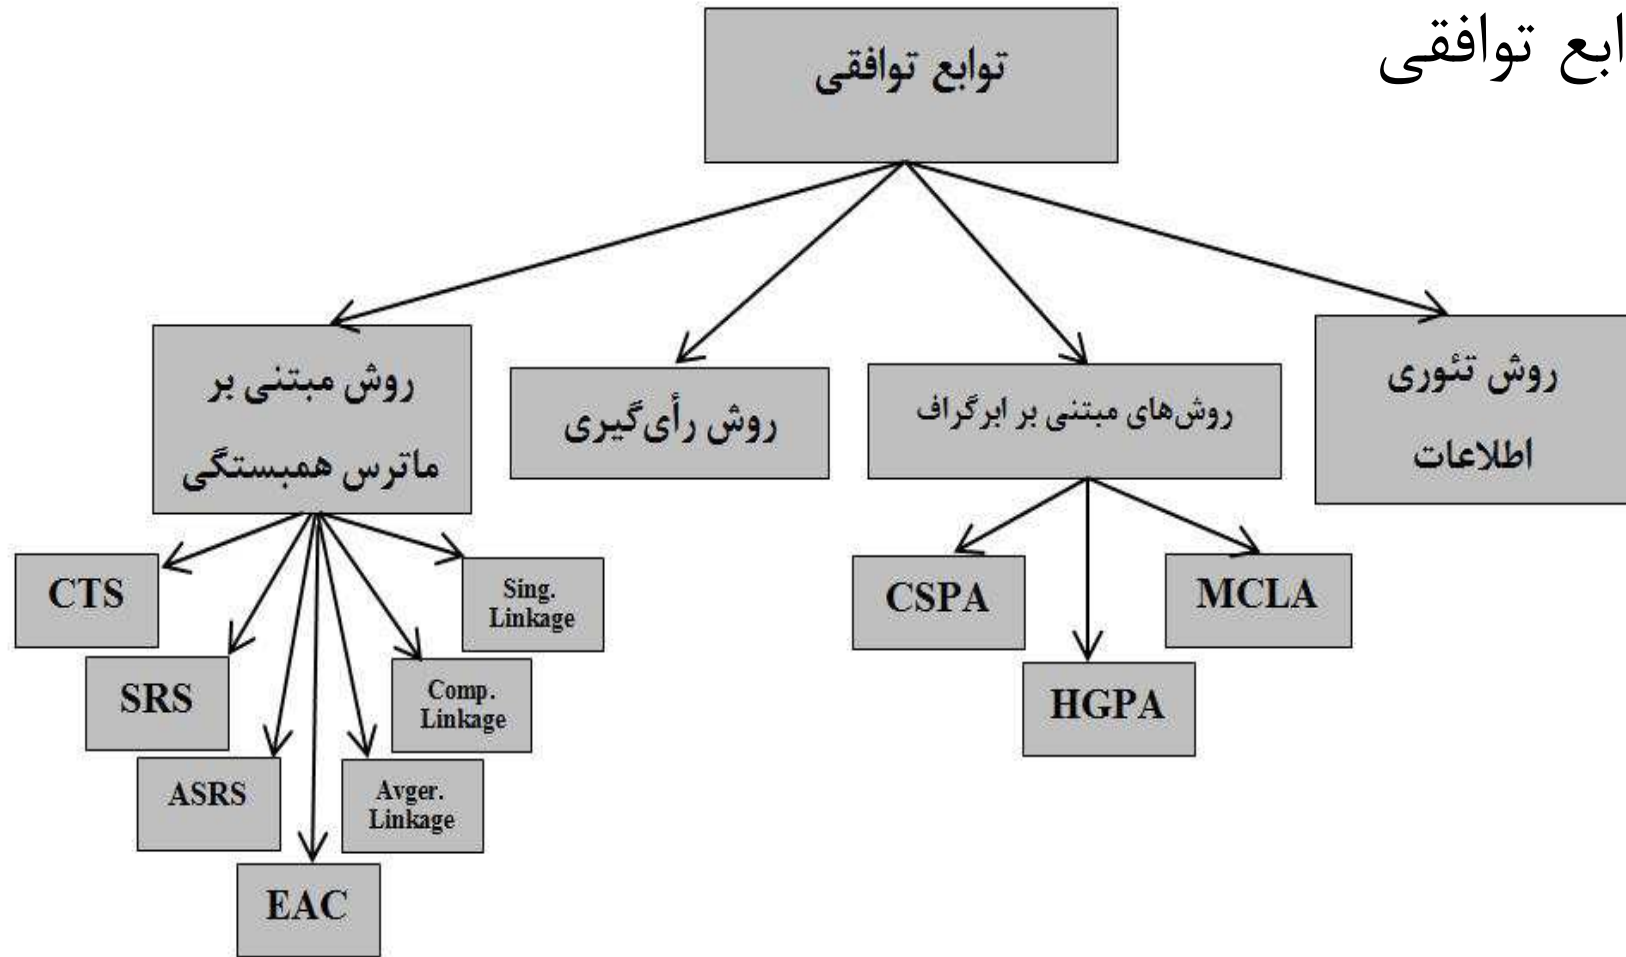 ابع توافقی
توابع توافقی
روش تئوری
اطلاعات
روش‌های مبتنی بر ابرگراف
روش رأی‌گیری
روش مبتنی بر
ماترس همبستگی
MCLA
HGPA
CSPA
Sing.
Linkage
Comp.
Linkage
Avger.
Linkage
EAC
ASRS
SRS
CTS